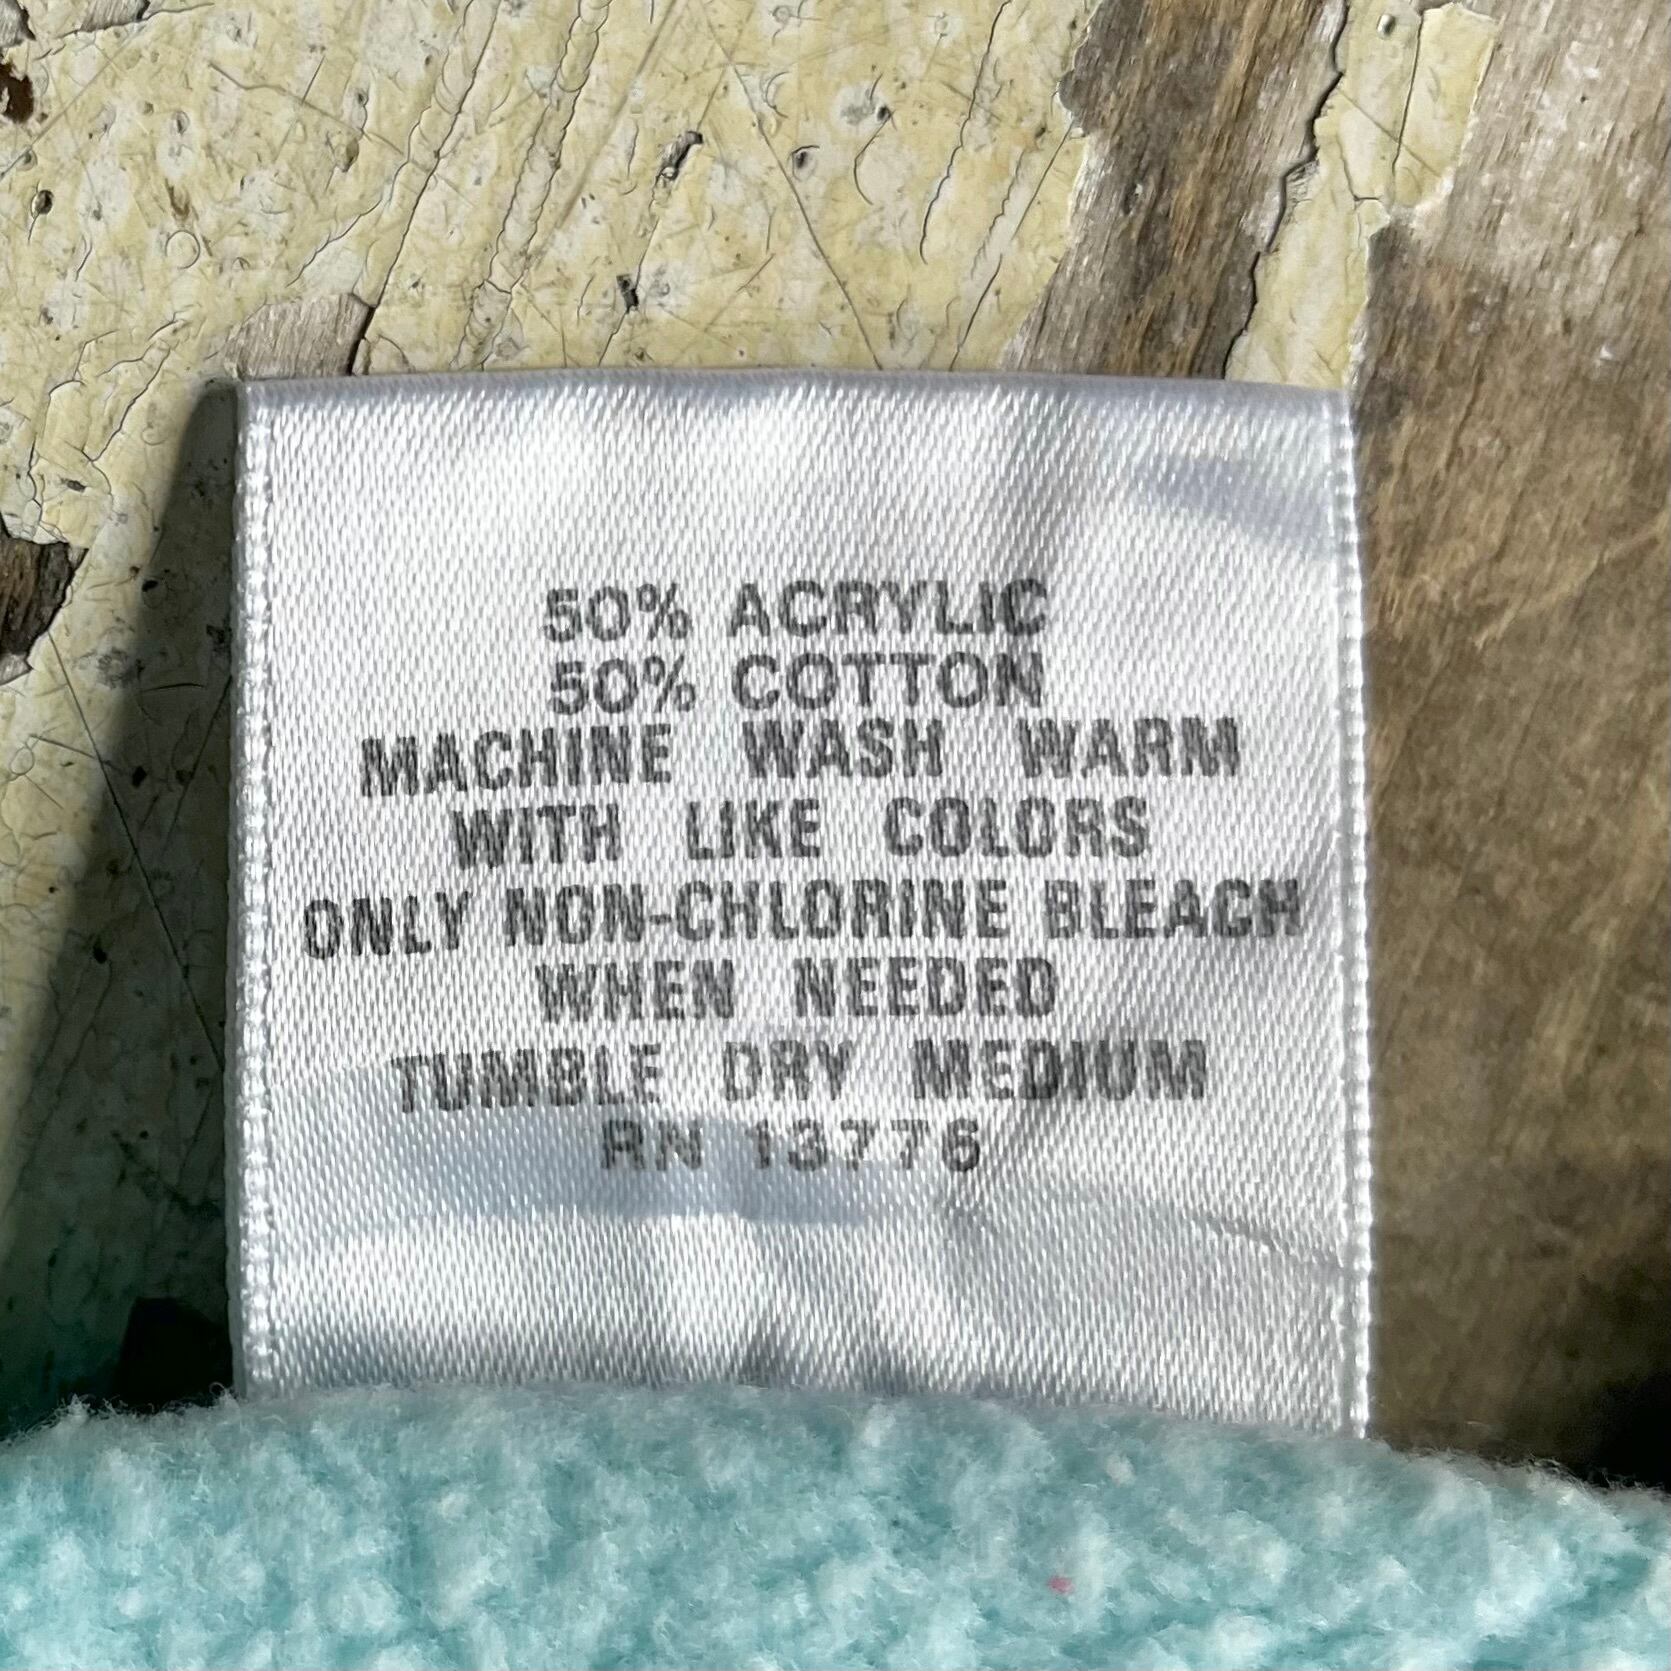 50% ACRYLIC
50% COTTON
MACHINE WASH WARM
WITH LIKE COLORS
ONLY NON-CHLORINE BLEACH
WHEN NEEDED
TUMBLE DRY MEDIUM
RN 13776